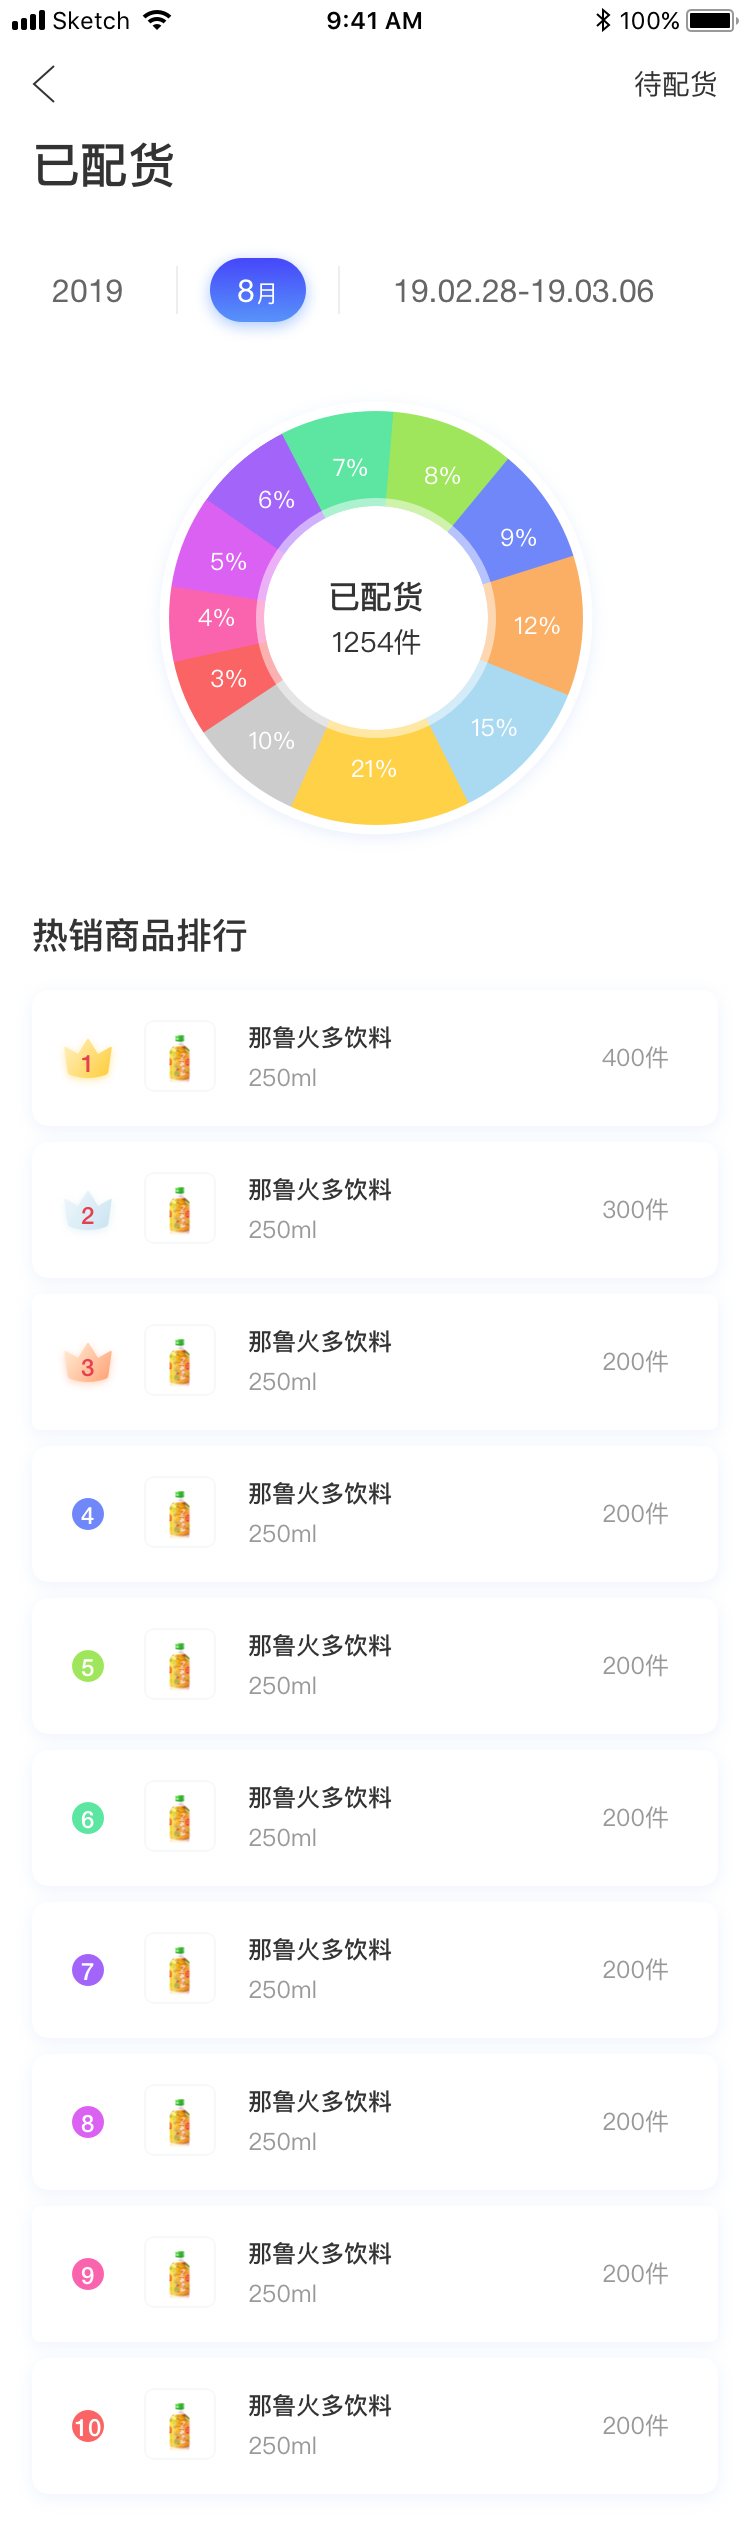 Sketch 9:41 AM 100%
待配货
已配货
2019 8月 19.02.28-19.03.06
7%
8%
6%
9%
5%
4%
12%
3%
15%
10%
21%
已配货
1254件
热销商品排行
1 那鲁火多饮料 400件
250ml
2 那鲁火多饮料 300件
250ml
3 那鲁火多饮料 200件
250ml
4 那鲁火多饮料 200件
250ml
5 那鲁火多饮料 200件
250ml
6 那鲁火多饮料 200件
250ml
7 那鲁火多饮料 200件
250ml
8 那鲁火多饮料 200件
250ml
9 那鲁火多饮料 200件
250ml
10 那鲁火多饮料 200件
250ml